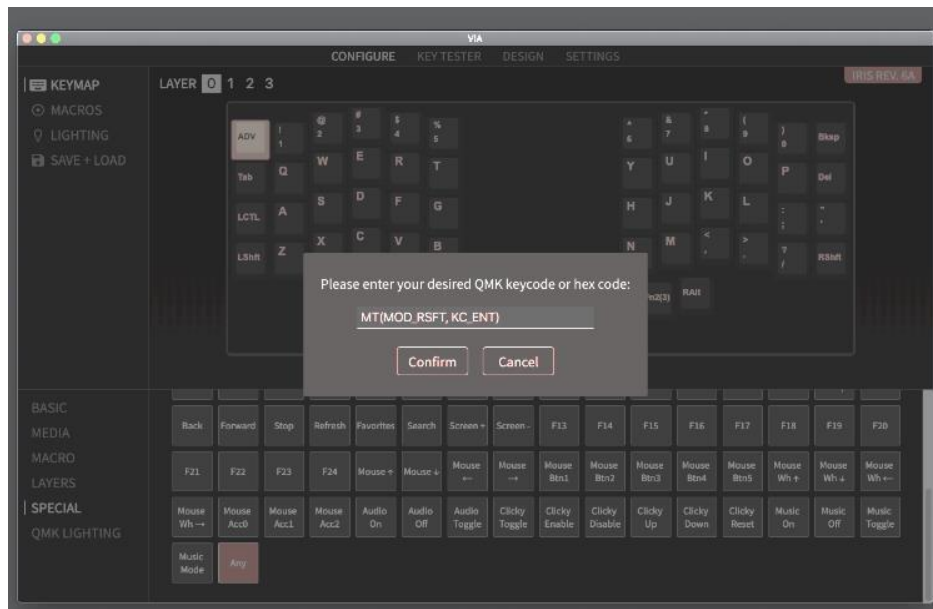 VIA
CONFIGURE KEY TESTER DESIGN SETTINGS
KEYMAP
MACROS
LIGHTING
SAVE + LOAD
LAYER 0 1 2 3
IRIS REV. 6A
ADV ! 1 @ 2 # 3 $ 4 % 5 ^ 6 & 7 * 8 ( 9 ) 0 Bksp
Tab Q W E R T Y U I O P Del
LCTL A S D F G H J K L : ;
LShft Z X C V B N M < , > . ? / RShft
RAlt
Please enter your desired QMK keycode or hex code:
MT(MOD_RSFT, KC_ENT)
Confirm Cancel
BASIC
MEDIA
MACRO
LAYERS
SPECIAL
QMK LIGHTING
Back Forward Stop Refresh Favorites Search Screen + Screen - F13 F14 F15 F16 F17 F18 F19 F20
F21 F22 F23 F24 Mouse ↑ Mouse ↓ Mouse ← Mouse → Mouse Btn1 Mouse Btn2 Mouse Btn3 Mouse Btn4 Mouse Btn5 Mouse Wh ↑ Mouse Wh ↓ Mouse Wh ←
Mouse Wh → Mouse Acc0 Mouse Acc1 Mouse Acc2 Audio On Audio Off Audio Toggle Clicky Toggle Clicky Enable Clicky Disable Clicky Up Clicky Down Clicky Reset Music On Music Off Music Toggle
Music Mode Any